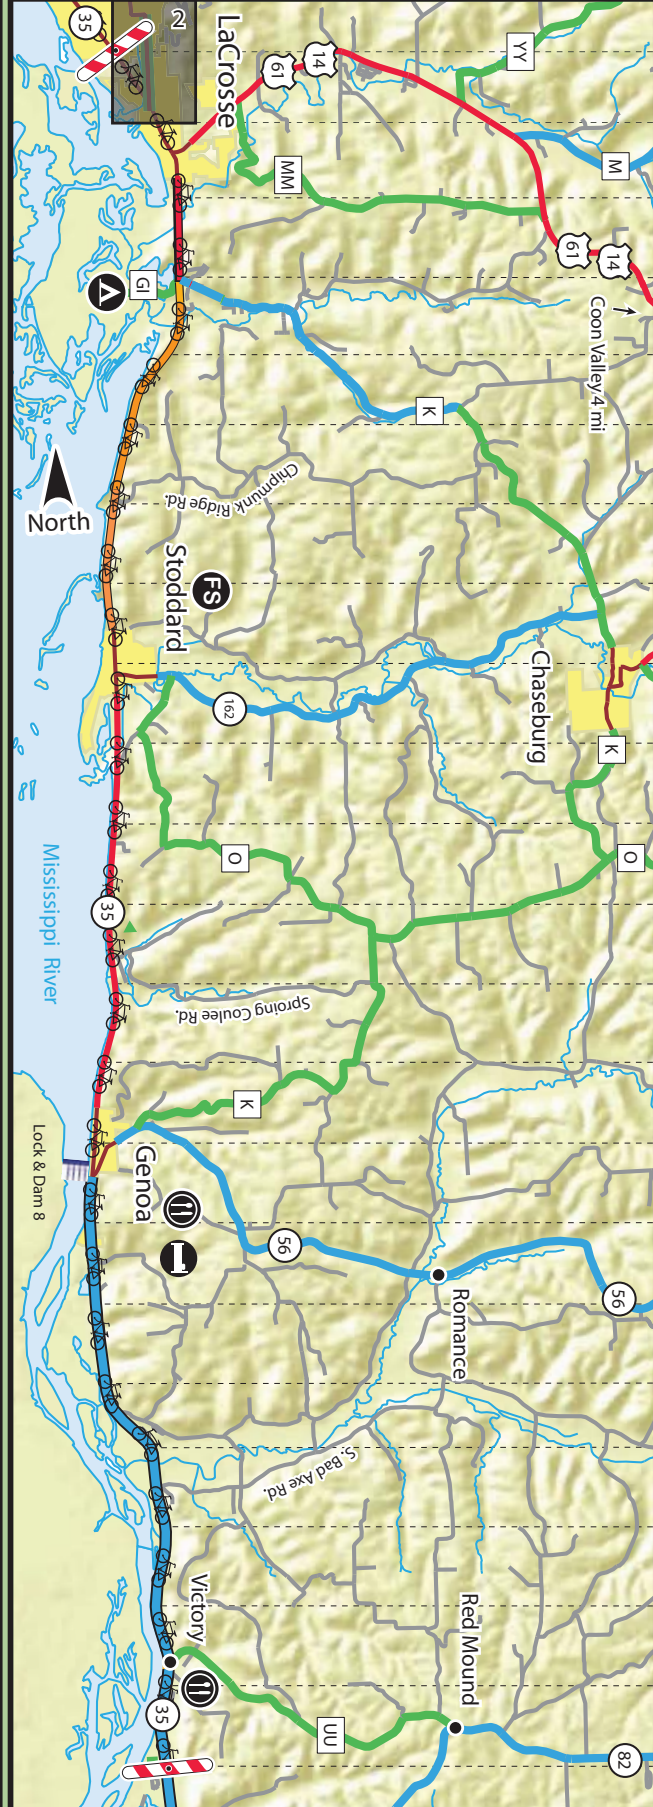 35
2
LaCrosse
61
14
YY
M
MM
61
14
Coon Valley 4 mi
GI
K
North
Chipmunk Ridge Rd.
FS
Stoddard
Chaseburg
162
K
O
O
Mississippi River
35
Sproing Coulee Rd.
K
Lock & Dam 8
Genoa
56
56
Romance
S. Bad Axe Rd.
Victory
Red Mound
35
UU
82